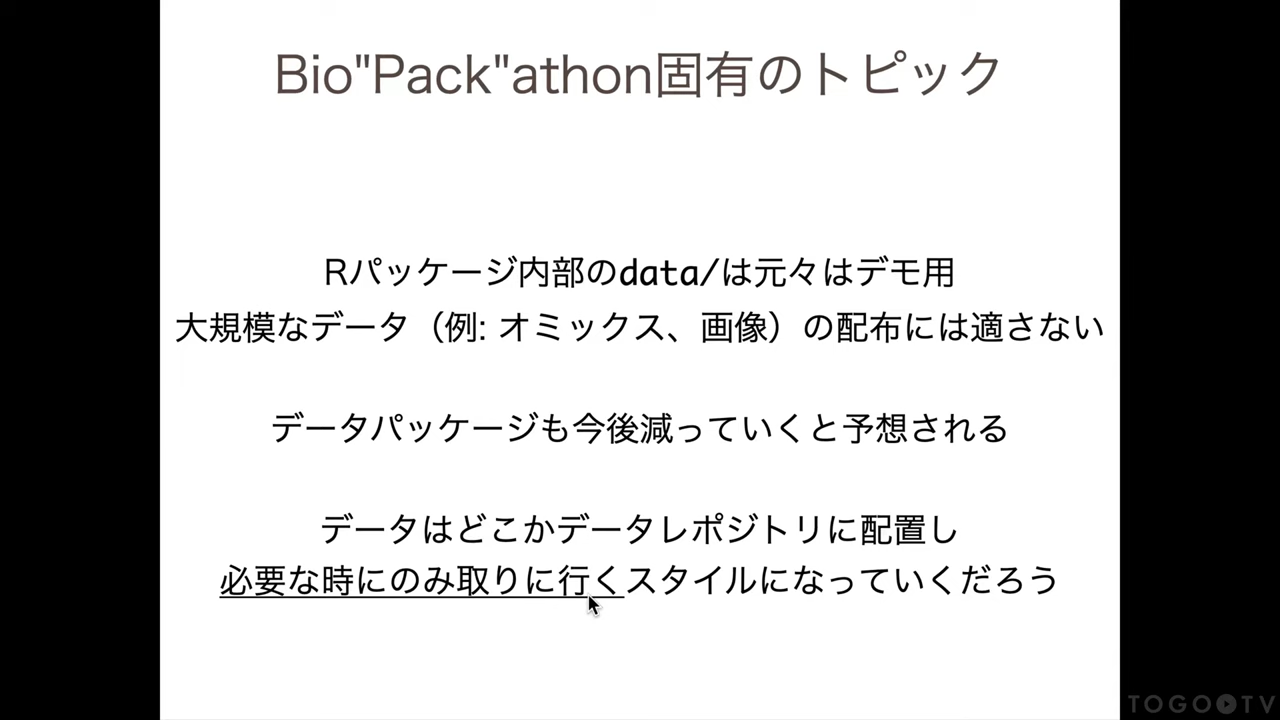 Bio"Pack"athon固有のトピック
Rパッケージ内部のdata/は元々はデモ用
大規模なデータ（例: オミックス、画像）の配布には適さない
データパッケージも今後減っていくと予想される
データはどこかデータレポジトリに配置し
必要な時にのみ取りに行くスタイルになっていくだろう
TOGO TV